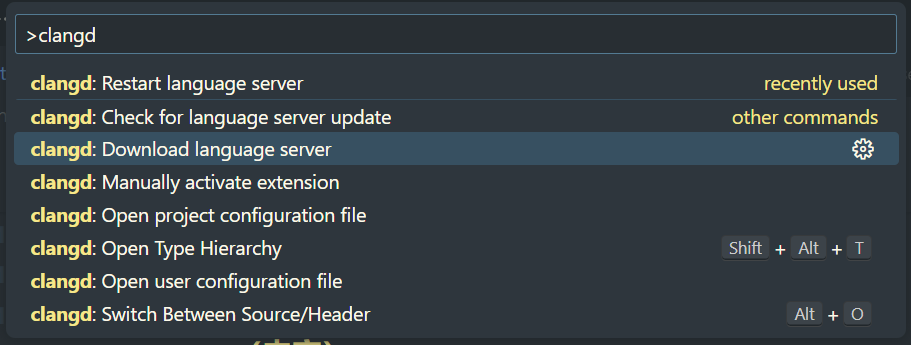 >clangd
clangd: Restart language server recently used
clangd: Check for language server update other commands
clangd: Download language server
clangd: Manually activate extension
clangd: Open project configuration file
clangd: Open Type Hierarchy Shift + Alt + T
clangd: Open user configuration file
clangd: Switch Between Source/Header Alt + O